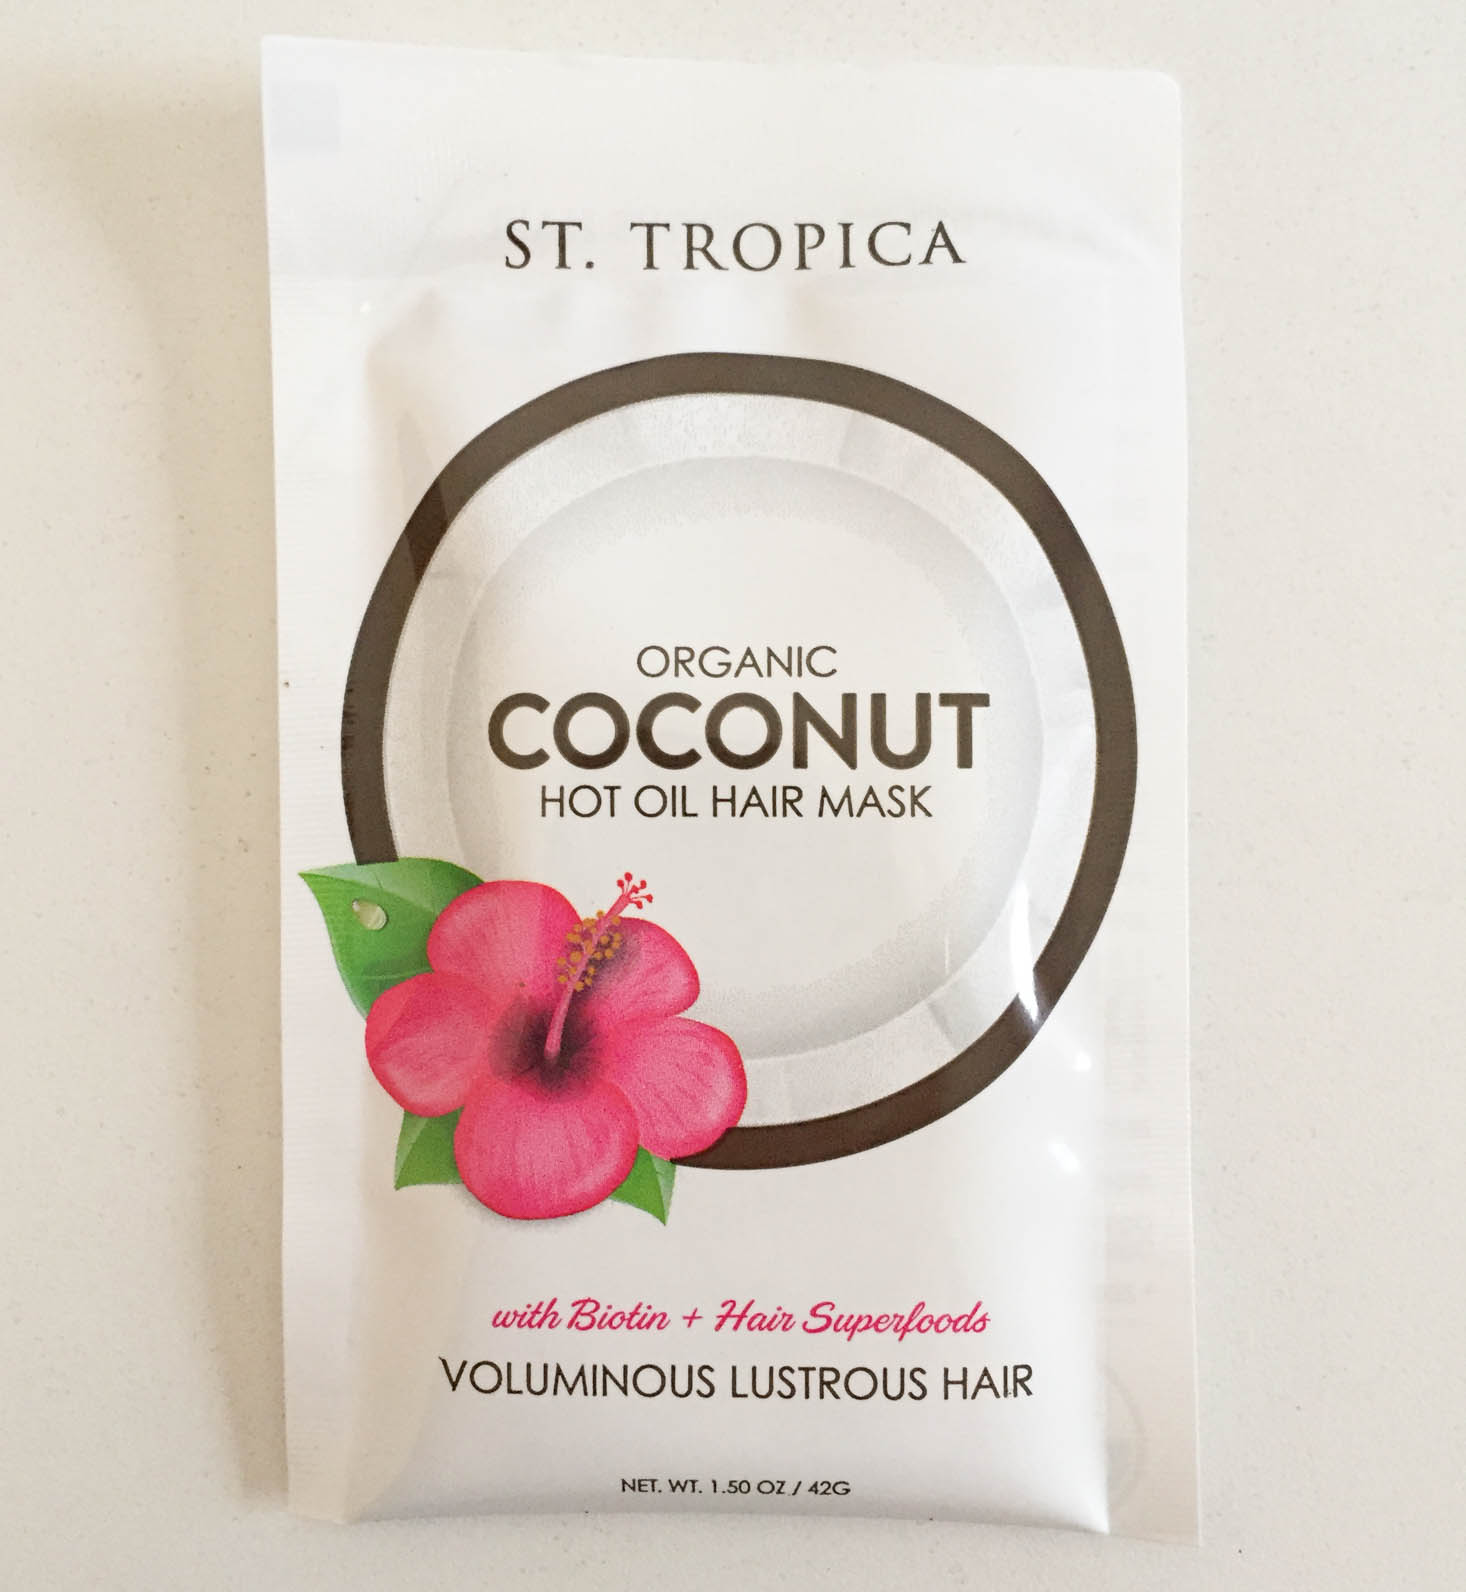 ST. TROPICA
ORGANIC
COCONUT
HOT OIL HAIR MASK
with Biotin + Hair Superfoods
VOLUMINOUS LUSTROUS HAIR
NET. WT. 1.50 OZ / 42G